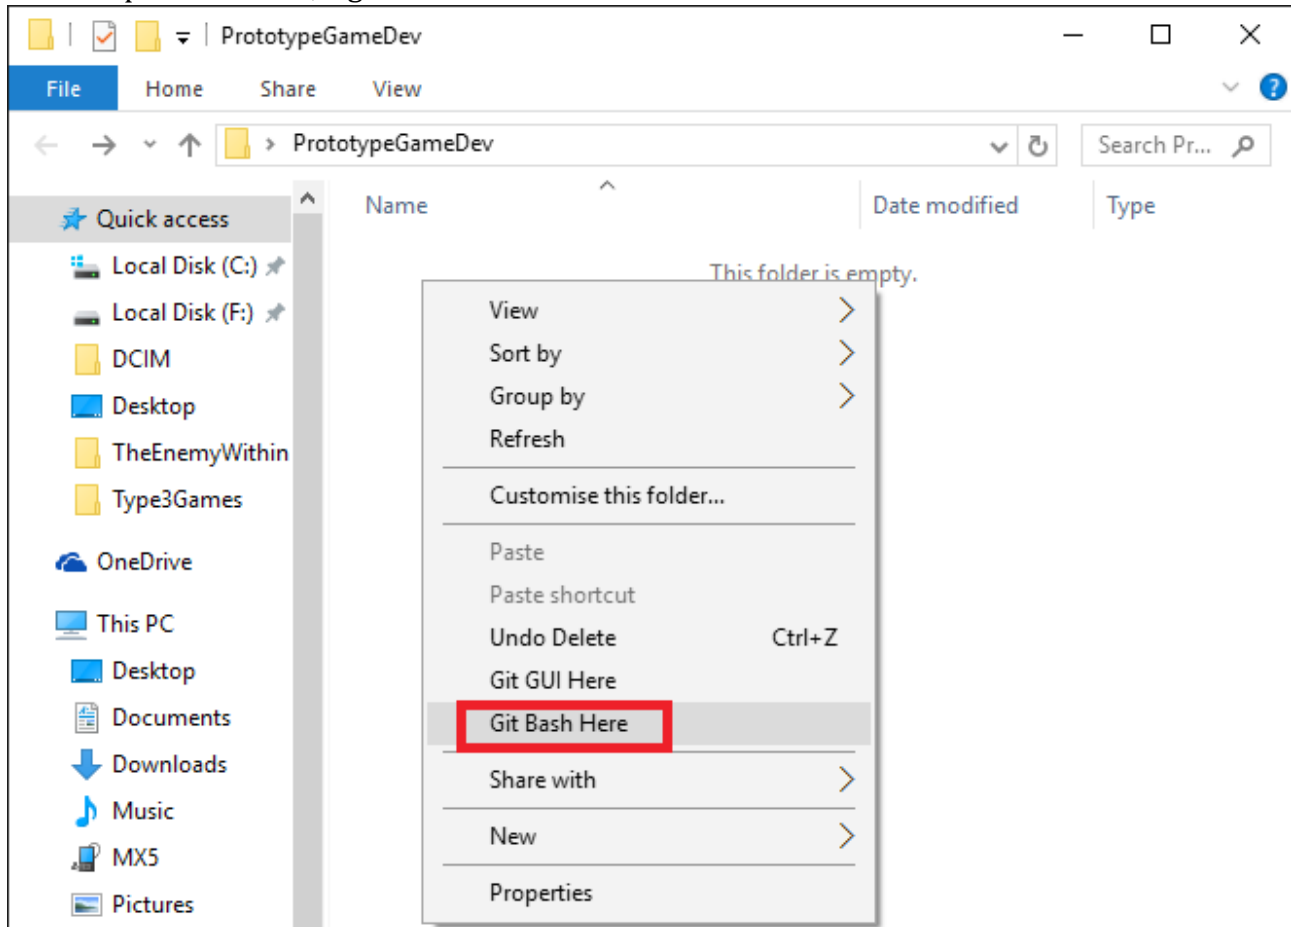 PrototypeGameDev
File Home Share View
PrototypeGameDev
Search Pr...
Name Date modified Type
This folder is empty.
Quick access
Local Disk (C:)
Local Disk (F:)
DCIM
Desktop
TheEnemyWithin
Type3Games
OneDrive
This PC
Desktop
Documents
Downloads
Music
MX5
Pictures
View
Sort by
Group by
Refresh
Customise this folder...
Paste
Paste shortcut
Undo Delete Ctrl+Z
Git GUI Here
Git Bash Here
Share with
New
Properties